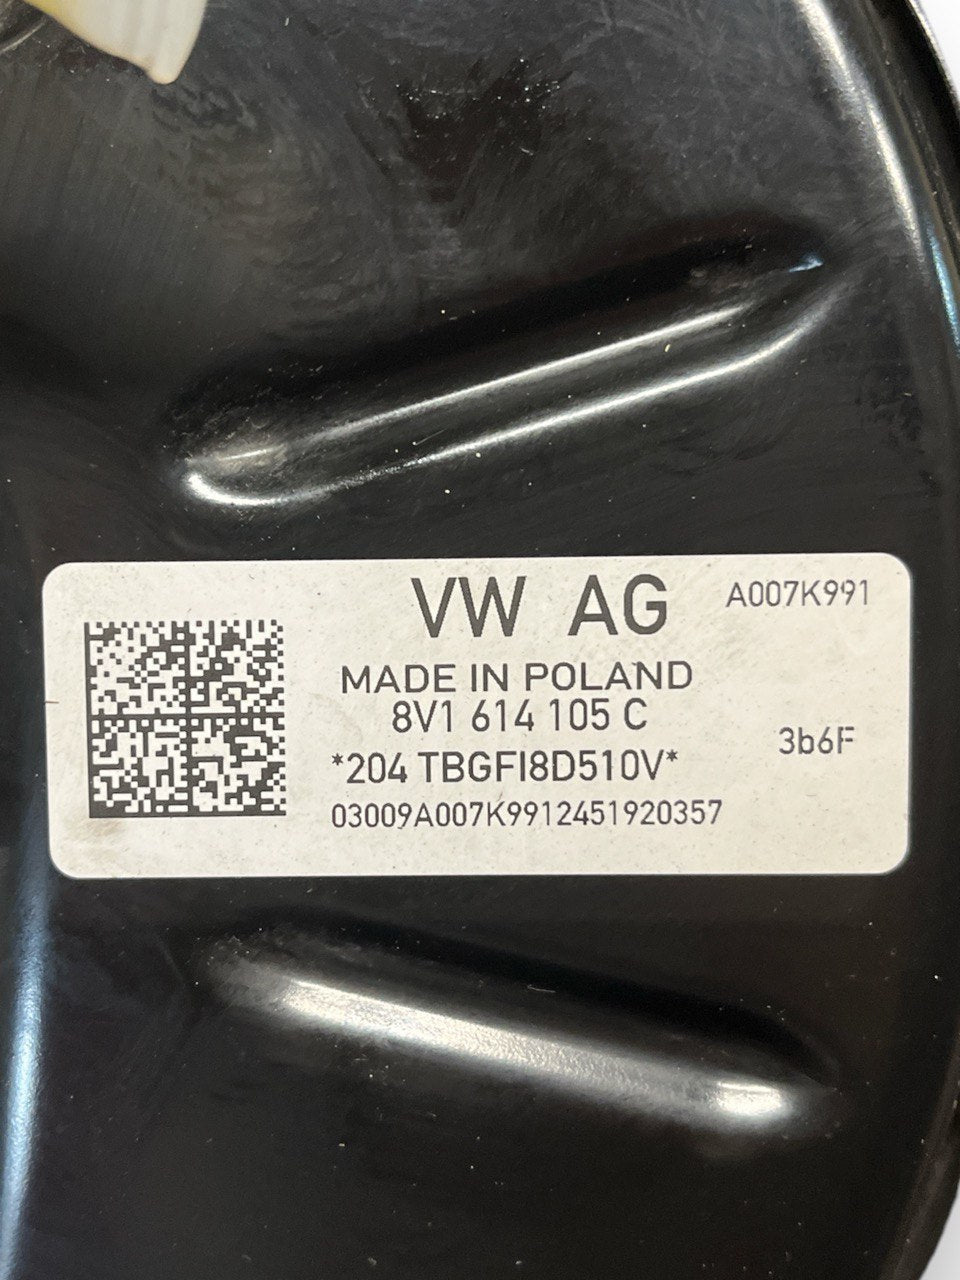 VW AG
A007K991
MADE IN POLAND
8V1 614 105 C
3b6F
*204 TBGFI8D510V*
03009A007K9912451920357